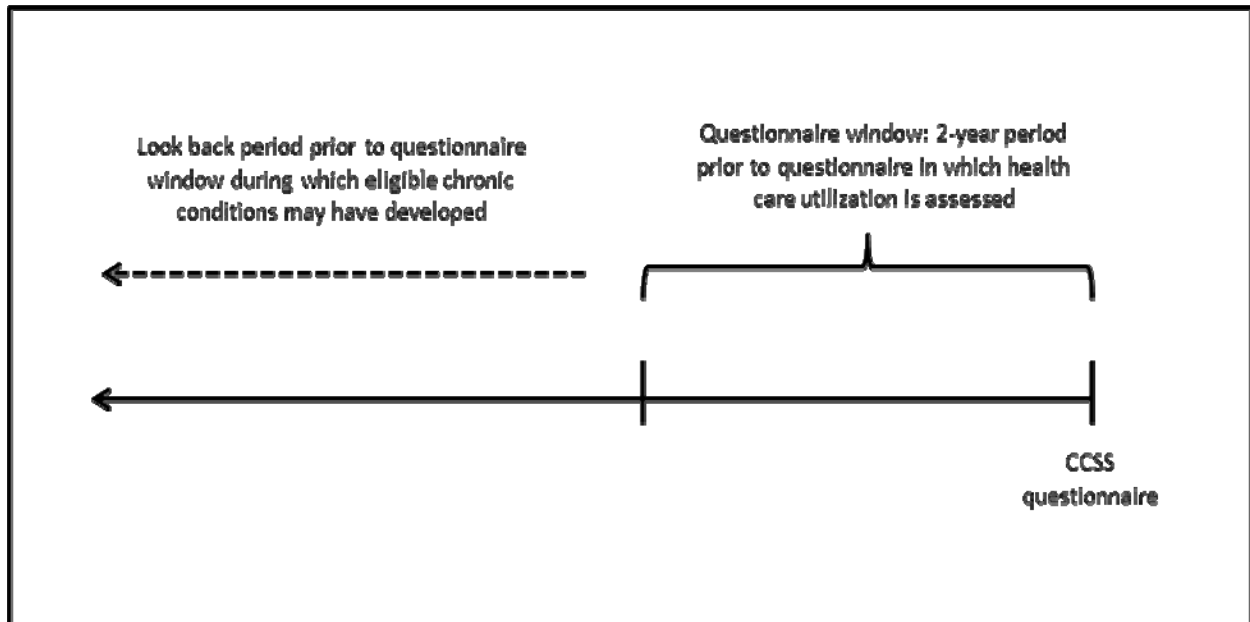 Look back period prior to questionnaire
window during which eligible chronic
conditions may have developed
Questionnaire window: 2-year period
prior to questionnaire in which health
care utilization is assessed
CCSS
questionnaire